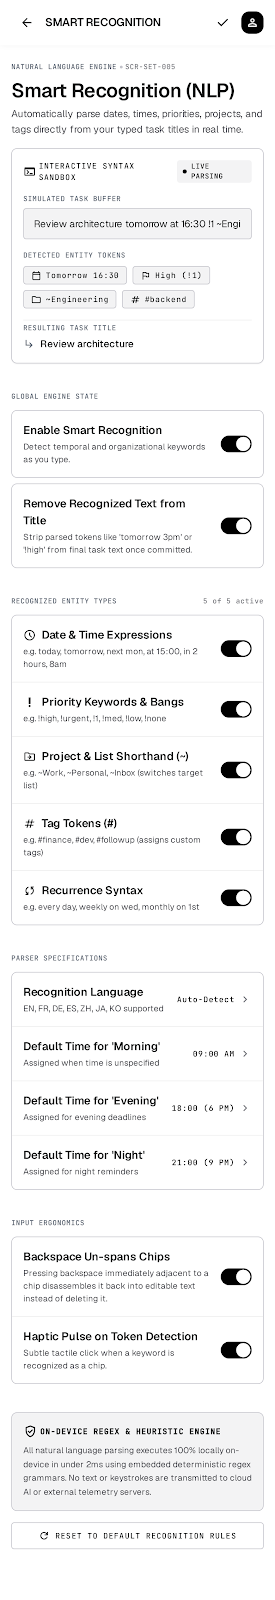 SMART RECOGNITION
NATURAL LANGUAGE ENGINE • SCR-SET-085
Smart Recognition (NLP)
Automatically parse dates, times, priorities, projects, and
tags directly from your typed task titles in real time.
INTERACTIVE SYNTAX
SANDBOX
LIVE
PARSING
SIMULATED TASK BUFFER
Review architecture tomorrow at 16:30 !1 ~Engi
DETECTED ENTITY TOKENS
Tomorrow 16:30
High (!1)
~Engineering
# #backend
RESULTING TASK TITLE
Review architecture
GLOBAL ENGINE STATE
Enable Smart Recognition
Detect temporal and organizational keywords
as you type.
Remove Recognized Text from
Title
Strip parsed tokens like 'tomorrow 3pm' or
'!high' from final task text once committed.
RECOGNIZED ENTITY TYPES
5 of 5 active
Date & Time Expressions
e.g. today, tomorrow, next mon, at 15:00, in 2
hours, 8am
! Priority Keywords & Bangs
e.g. !high, !urgent, !1, !med, !low, !none
Project & List Shorthand (~)
e.g. ~Work, ~Personal, ~Inbox (switches target
list)
# Tag Tokens (#)
e.g. #finance, #dev, #followup (assigns custom
tags)
Recurrence Syntax
e.g. every day, weekly on wed, monthly on 1st
PARSER SPECIFICATIONS
Recognition Language
EN, FR, DE, ES, ZH, JA, KO supported
Auto-Detect
Default Time for 'Morning'
Assigned when time is unspecified
09:00 AM
Default Time for 'Evening'
Assigned for evening deadlines
18:00 (6 PM)
Default Time for 'Night'
Assigned for night reminders
21:00 (9 PM)
INPUT ERGONOMICS
Backspace Un-spans Chips
Pressing backspace immediately adjacent to a
chip disassembles it back into editable text
instead of deleting it.
Haptic Pulse on Token Detection
Subtle tactile click when a keyword is
recognized as a chip.
ON-DEVICE REGEX & HEURISTIC ENGINE
All natural language parsing executes 100% locally on-
device in under 2ms using embedded deterministic regex
grammars. No text or keystrokes are transmitted to cloud
AI or external telemetry servers.
RESET TO DEFAULT RECOGNITION RULES